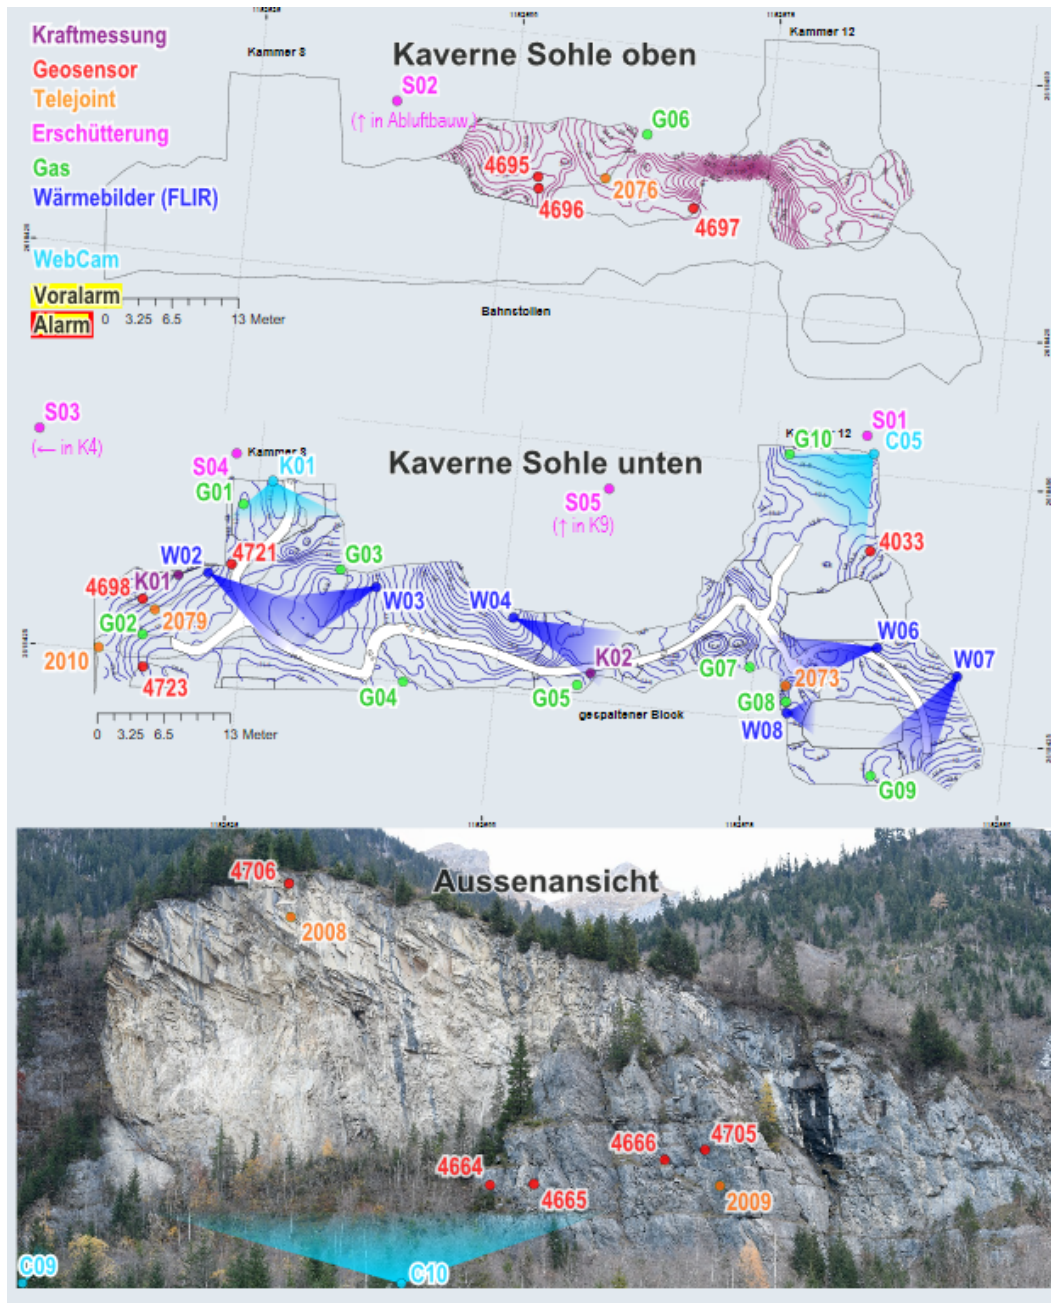 Kraftmessung
Geosensor
Telejoint
Erschütterung
Gas
Wärmebilder (FLIR)
WebCam
Voralarm
Alarm
0 3.25 6.5 13 Meter
Kaverne Sohle oben
Kammer 8
Kammer 12
S02
(↑ in Abluftbauw.)
G06
4695
2076
4696
4697
Bahnstollen
S03
(← in K4)
S01
G10
C05
Kaverne Sohle unten
S04
Kammer 8
K01
G01
S05
(↑ in K9)
4033
W02
4721
G03
4698
K01
W03
W04
2079
G02
W06
2010
K02
W07
4723
G07
2073
G04
G05
G08
gespaltener Block
W08
0 3.25 6.5 13 Meter
G09
Aussenansicht
4706
2008
4705
4666
4664
4665
2009
C09
C10